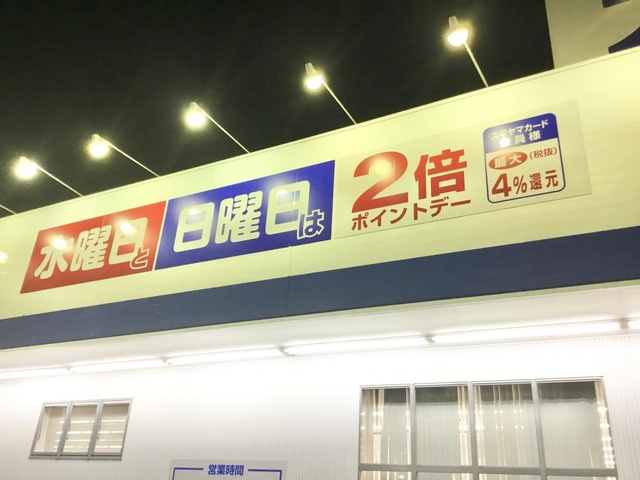 水曜日と
日曜日は
2倍
ポイントデー
スギヤマカード
会員様
最大(税抜)
4%還元
営業時間